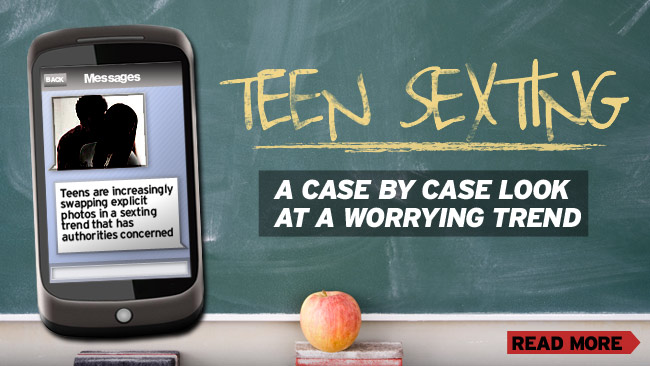 BACK
Messages
Teens are increasingly
swapping explicit
photos in a sexting
trend that has
authorities concerned
TEEN SEXTING
A CASE BY CASE LOOK
AT A WORRYING TREND
READ MORE